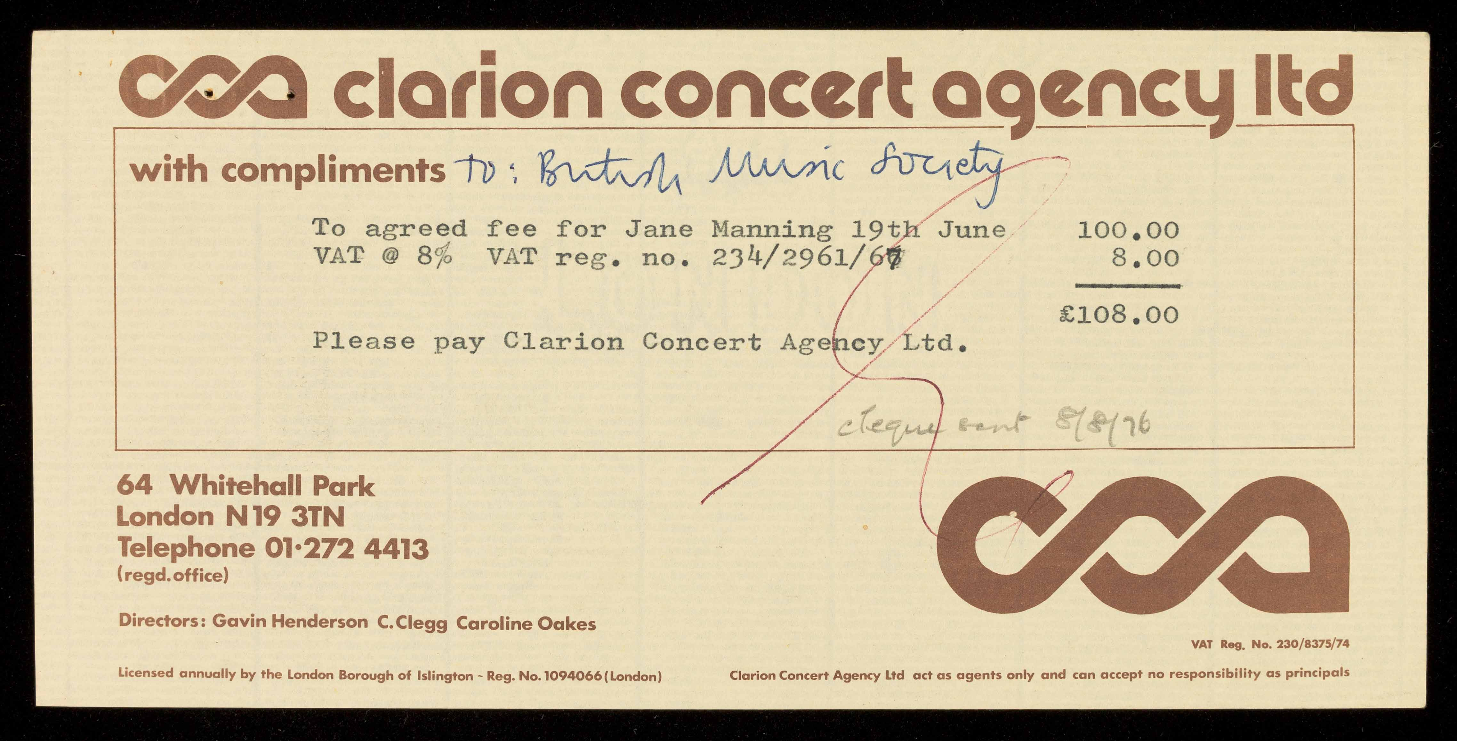 cca clarion concert agency ltd
with compliments to: British Music Society
To agreed fee for Jane Manning 19th June 100.00
VAT @ 8% VAT reg. no. 234/2961/67 8.00
£108.00
Please pay Clarion Concert Agency Ltd.
cheque sent 8/8/76
64 Whitehall Park
London N19 3TN
Telephone 01·272 4413
(regd.office)
cca
Directors: Gavin Henderson C.Clegg Caroline Oakes
VAT Reg. No. 230/8375/74
Licensed annually by the London Borough of Islington - Reg. No. 1094066 (London) Clarion Concert Agency Ltd act as agents only and can accept no responsibility as principals